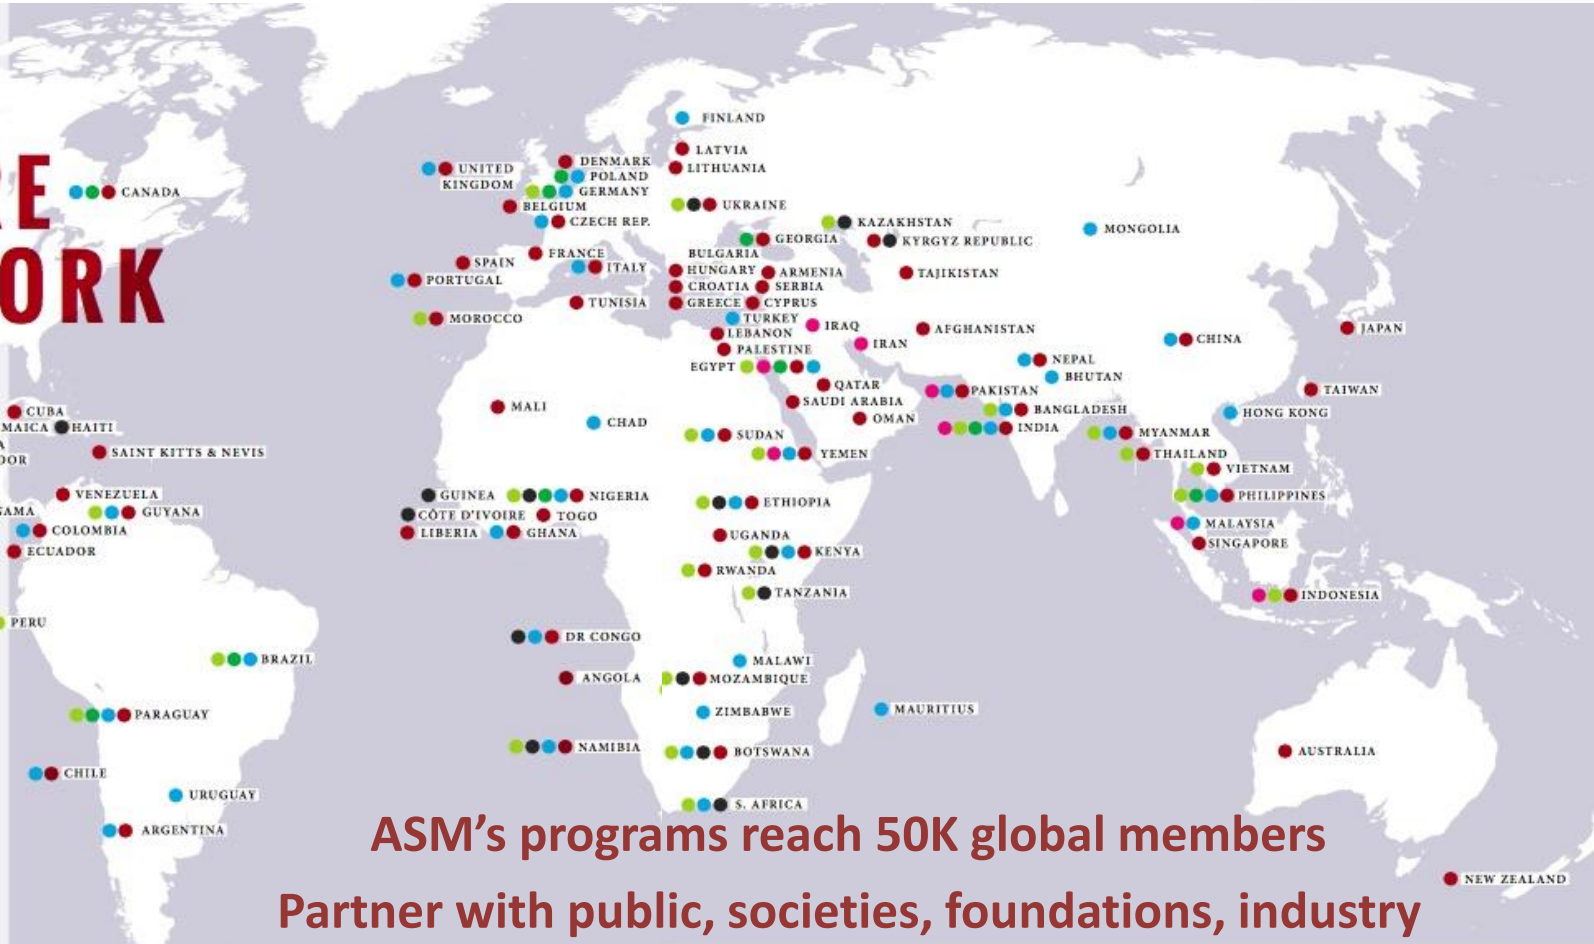 RE
ORK
CANADA
FINLAND
LATVIA
LITHUANIA
DENMARK
POLAND
GERMANY
UNITED
KINGDOM
BELGIUM
CZECH REP.
UKRAINE
KAZAKHSTAN
KYRGYZ REPUBLIC
MONGOLIA
GEORGIA
BULGARIA
FRANCE
SPAIN
ITALY
PORTUGAL
HUNGARY
ARMENIA
TAJIKISTAN
CROATIA
SERBIA
TUNISIA
GREECE
CYPRUS
MOROCCO
TURKEY
IRAQ
LEBANON
AFGHANISTAN
JAPAN
CHINA
IRAN
PALESTINE
NEPAL
EGYPT
BHUTAN
QATAR
PAKISTAN
TAIWAN
SAUDI ARABIA
MALI
BANGLADESH
HONG KONG
CUBA
CHAD
OMAN
INDIA
MAICA
HAITI
SUDAN
MYANMAR
SAINT KITTS & NEVIS
YEMEN
THAILAND
DOR
VIETNAM
VENEZUELA
GUINEA
NIGERIA
ETHIOPIA
PHILIPPINES
AMA
GUYANA
CÔTE D'IVOIRE
TOGO
MALAYSIA
COLOMBIA
LIBERIA
GHANA
UGANDA
SINGAPORE
ECUADOR
KENYA
RWANDA
TANZANIA
INDONESIA
PERU
DR CONGO
BRAZIL
MALAWI
ANGOLA
MOZAMBIQUE
PARAGUAY
ZIMBABWE
MAURITIUS
NAMIBIA
BOTSWANA
AUSTRALIA
CHILE
URUGUAY
S. AFRICA
ARGENTINA
ASM's programs reach 50K global members
NEW ZEALAND
Partner with public, societies, foundations, industry